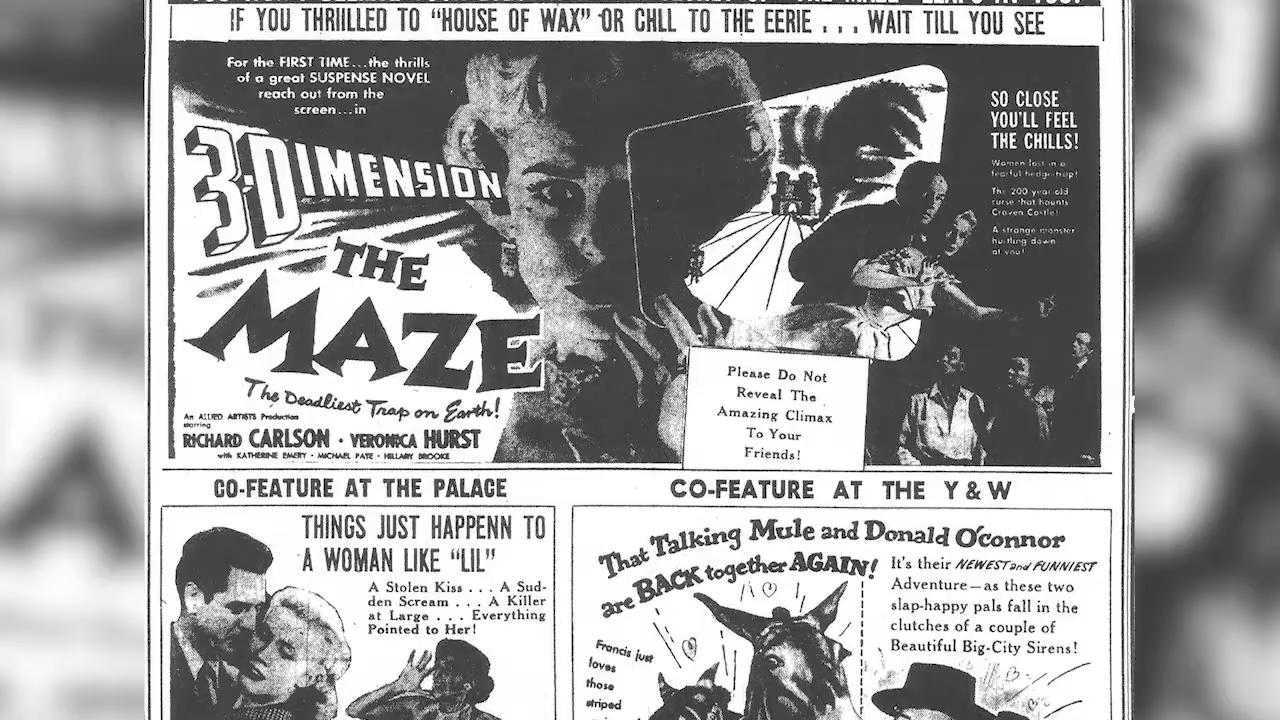 IF YOU THRIILLED TO “HOUSE OF WAX” OR CHLL TO THE EERIE . . . WAIT TILL YOU SEE
For the FIRST TIME...the thrills
of a great SUSPENSE NOVEL
reach out from the
screen...in
3-DIMENSION
THE
MAZE
The Deadliest Trap on Earth!
An ALLIED ARTISTS Production
starring
RICHARD CARLSON · VERONICA HURST
with KATHERINE EMERY · MICHAEL PATE · HILLARY BROOKE
SO CLOSE
YOU'LL FEEL
THE CHILLS!
Women lost in a
fearful hedge-trap!
The 200 year old
curse that haunts
Craven Castle!
A strange monster
hurtling down
at you!
Please Do Not
Reveal The
Amazing Climax
To Your
Friends!
CO-FEATURE AT THE PALACE
THINGS JUST HAPPENN TO
A WOMAN LIKE “LIL”
A Stolen Kiss . . . A Sud-
den Scream . . . A Killer
at Large . . . Everything
Pointed to Her!
CO-FEATURE AT THE Y & W
That Talking Mule and Donald O'connor
are BACK together AGAIN!
It's their NEWEST and FUNNIEST
Adventure—as these two
slap-happy pals fall in the
clutches of a couple of
Beautiful Big-City Sirens!
Francis just
loves
those
striped